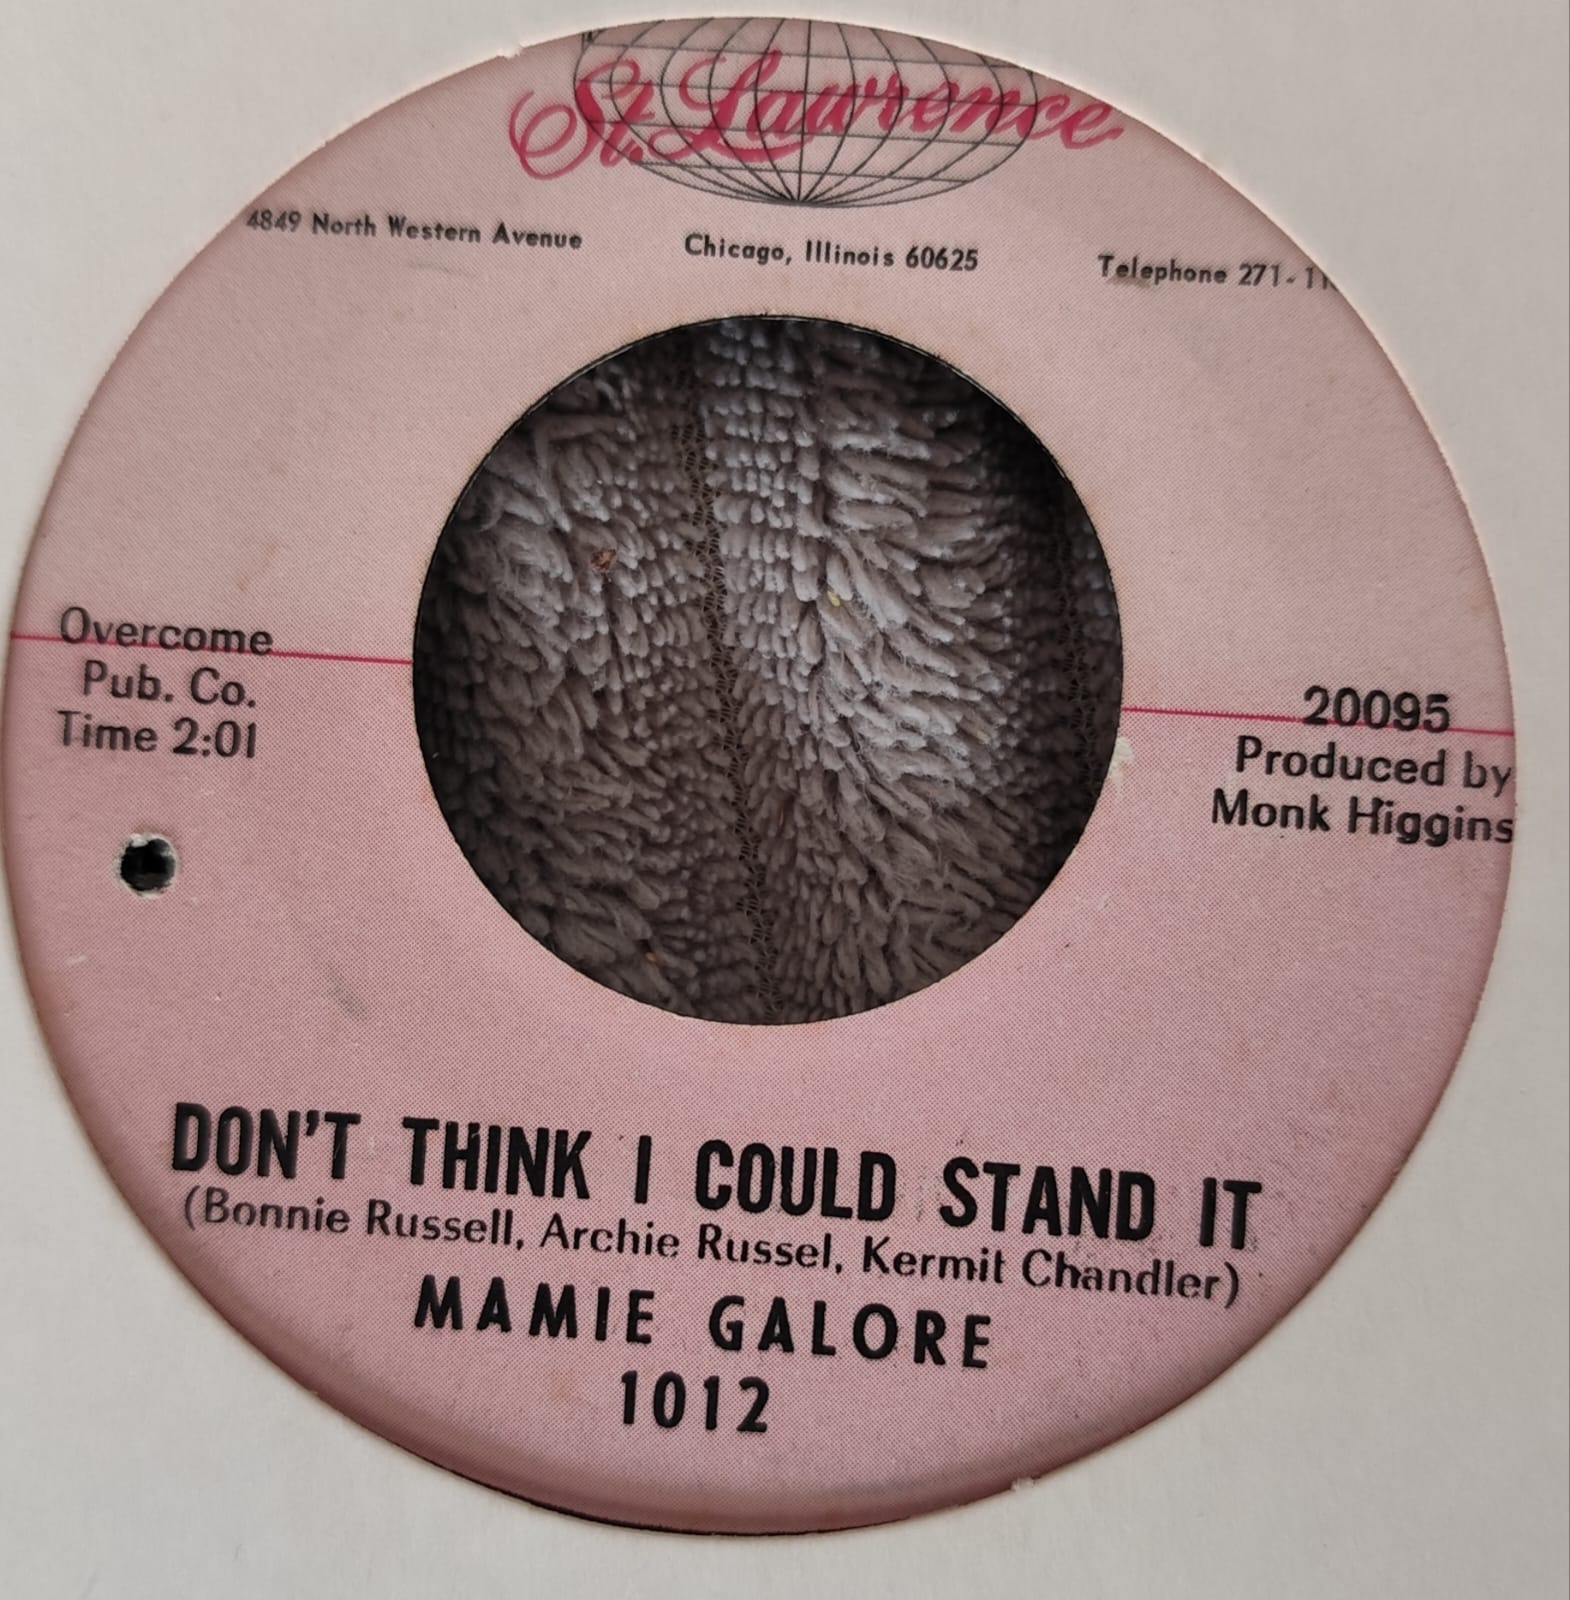 St. Lawrence
4849 North Western Avenue Chicago, Illinois 60625 Telephone 271-11
Overcome
Pub. Co.
Time 2:01
20095
Produced by
Monk Higgins
DON'T THINK I COULD STAND IT
(Bonnie Russell, Archie Russel, Kermit Chandler)
MAMIE GALORE
1012